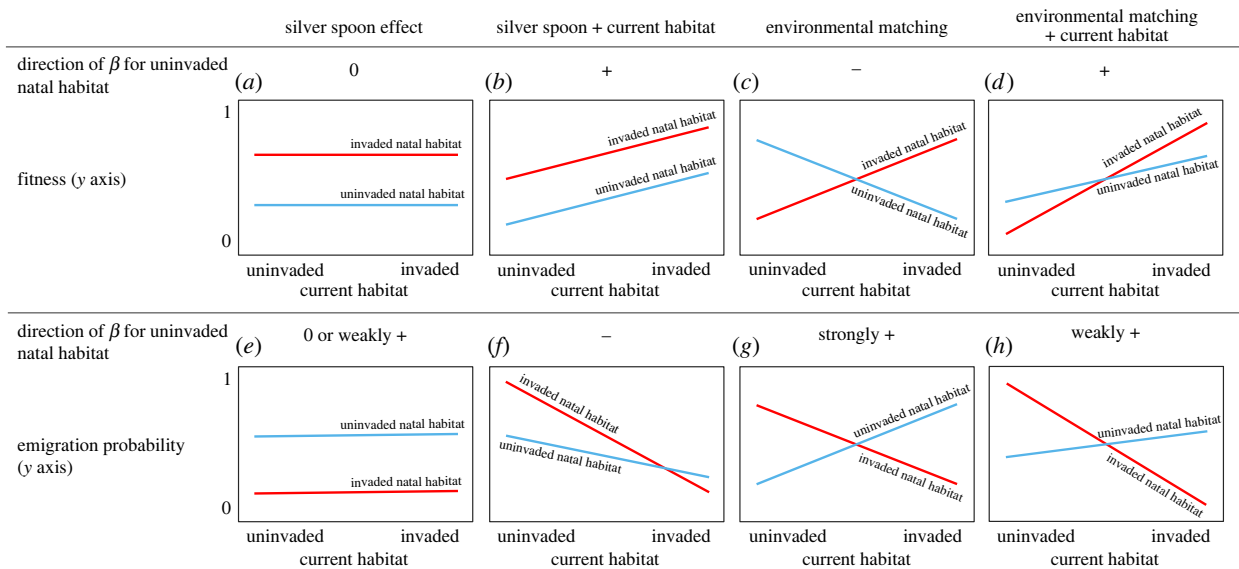 silver spoon effect
silver spoon + current habitat
environmental matching
environmental matching
+ current habitat
direction of β for uninvaded
natal habitat
(a)
0
(b)
+
(c)
–
(d)
+
fitness (y axis)
1
0
invaded natal habitat
uninvaded natal habitat
uninvaded
invaded
current habitat
invaded natal habitat
uninvaded natal habitat
uninvaded
invaded
current habitat
invaded natal habitat
uninvaded natal habitat
uninvaded
invaded
current habitat
invaded natal habitat
uninvaded natal habitat
uninvaded
invaded
current habitat
direction of β for uninvaded
natal habitat
(e)
0 or weakly +
(f)
–
(g)
strongly +
(h)
weakly +
emigration probability
(y axis)
1
0
uninvaded natal habitat
invaded natal habitat
uninvaded
invaded
current habitat
invaded natal habitat
uninvaded natal habitat
uninvaded
invaded
current habitat
uninvaded natal habitat
invaded natal habitat
uninvaded
invaded
current habitat
uninvaded natal habitat
invaded natal habitat
uninvaded
invaded
current habitat